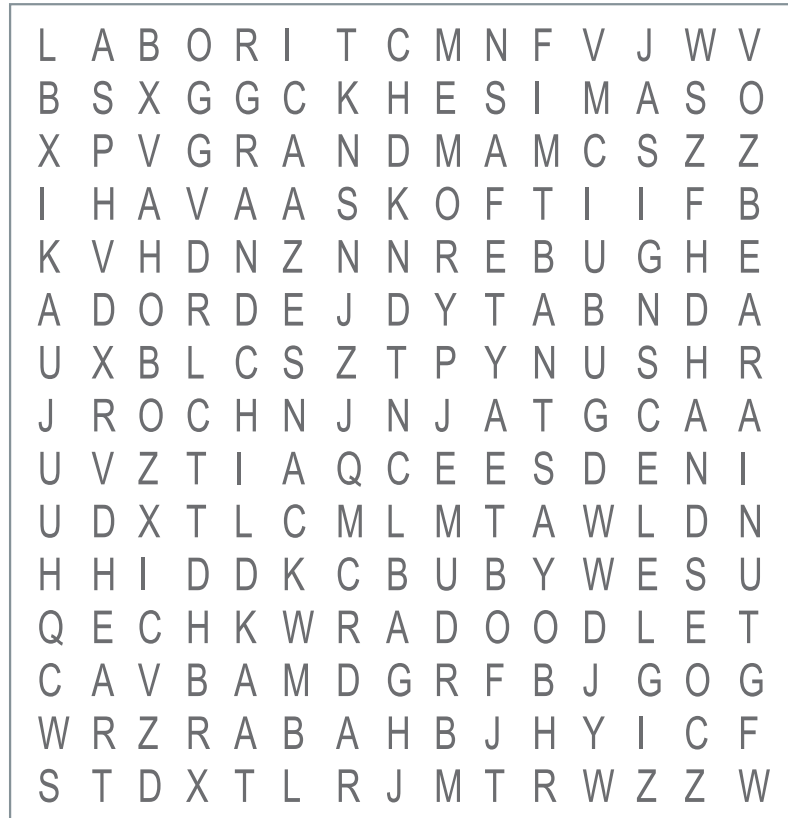 L A B O R I T C M N F V J W V
B S X G G C K H E S I M A S O
X P V G R A N D M A M C S Z Z
I H A V A A S K O F T I I F B
K V H D N Z N N R E B U G H E
A D O R D E J D Y T A B N D A
U X B L C S Z T P Y N U S H R
J R O C H N J N J A T G C A A
U V Z T I A Q C E E S D E N I
U D X T L C M L M T A W L D N
H H I D D K C B U B Y W E S U
Q E C H K W R A D O O D L E T
C A V B A M D G R F B J G O G
W R Z R A B A H B J H Y I C F
S T D X T L R J M T R W Z Z W